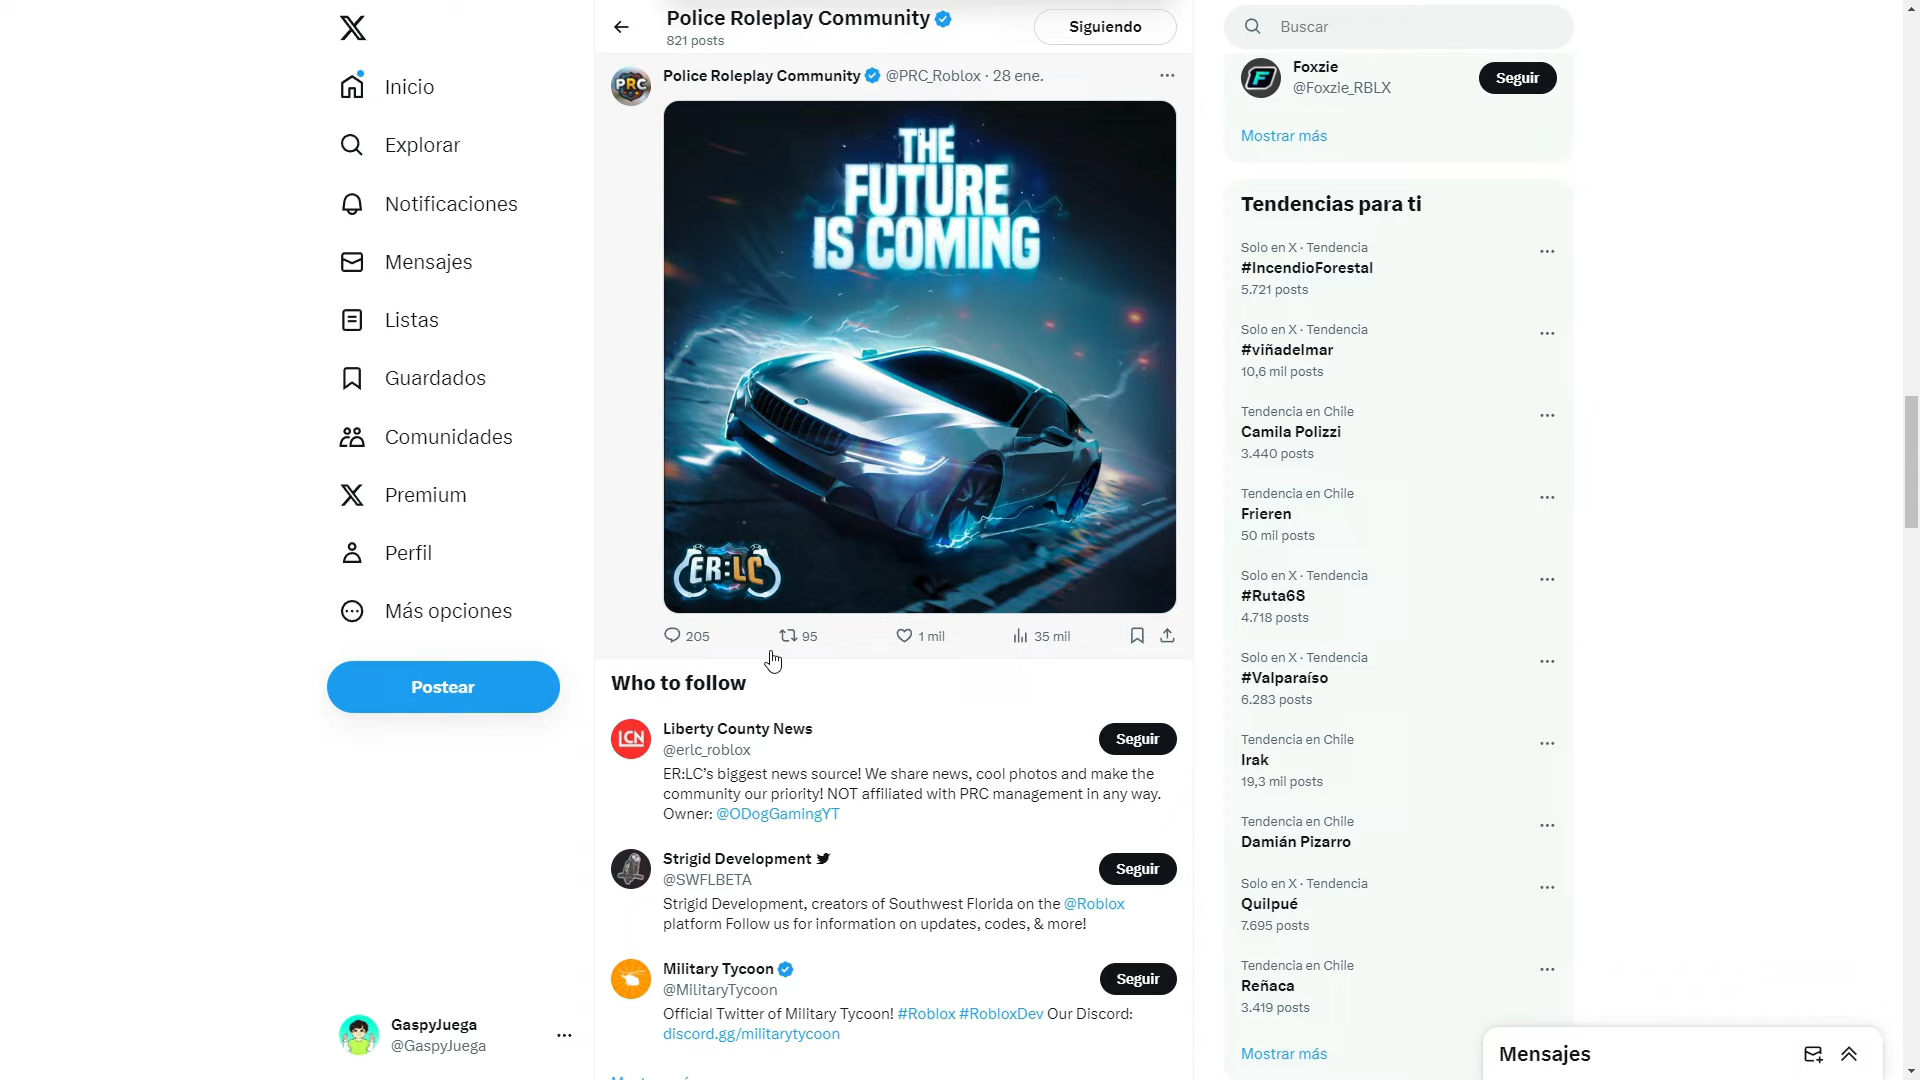 Inicio
Explorar
Notificaciones
Mensajes
Listas
Guardados
Comunidades
Premium
Perfil
Más opciones
Postear
GaspyJuega
@GaspyJuega
Police Roleplay Community
821 posts
Siguiendo
Police Roleplay Community @PRC_Roblox · 28 ene.
PRC
THE
FUTURE
IS COMING
ER:LC
205
95
1 mil
35 mil
Who to follow
LCN
Liberty County News
@erlc_roblox
Seguir
ER:LC’s biggest news source! We share news, cool photos and make the
community our priority! NOT affiliated with PRC management in any way.
Owner: @ODogGamingYT
Strigid Development
@SWFLBETA
Seguir
Strigid Development, creators of Southwest Florida on the @Roblox
platform Follow us for information on updates, codes, & more!
Military Tycoon
@MilitaryTycoon
Seguir
Official Twitter of Military Tycoon! #Roblox #RobloxDev Our Discord:
discord.gg/militarytycoon
Buscar
Foxzie
@Foxzie_RBLX
Seguir
Mostrar más
Tendencias para ti
Solo en X · Tendencia
#IncendioForestal
5.721 posts
Solo en X · Tendencia
#viñadelmar
10,6 mil posts
Tendencia en Chile
Camila Polizzi
3.440 posts
Tendencia en Chile
Frieren
50 mil posts
Solo en X · Tendencia
#Ruta68
4.718 posts
Solo en X · Tendencia
#Valparaíso
6.283 posts
Tendencia en Chile
Irak
19,3 mil posts
Tendencia en Chile
Damián Pizarro
Solo en X · Tendencia
Quilpué
7.695 posts
Tendencia en Chile
Reñaca
3.419 posts
Mostrar más
Mensajes